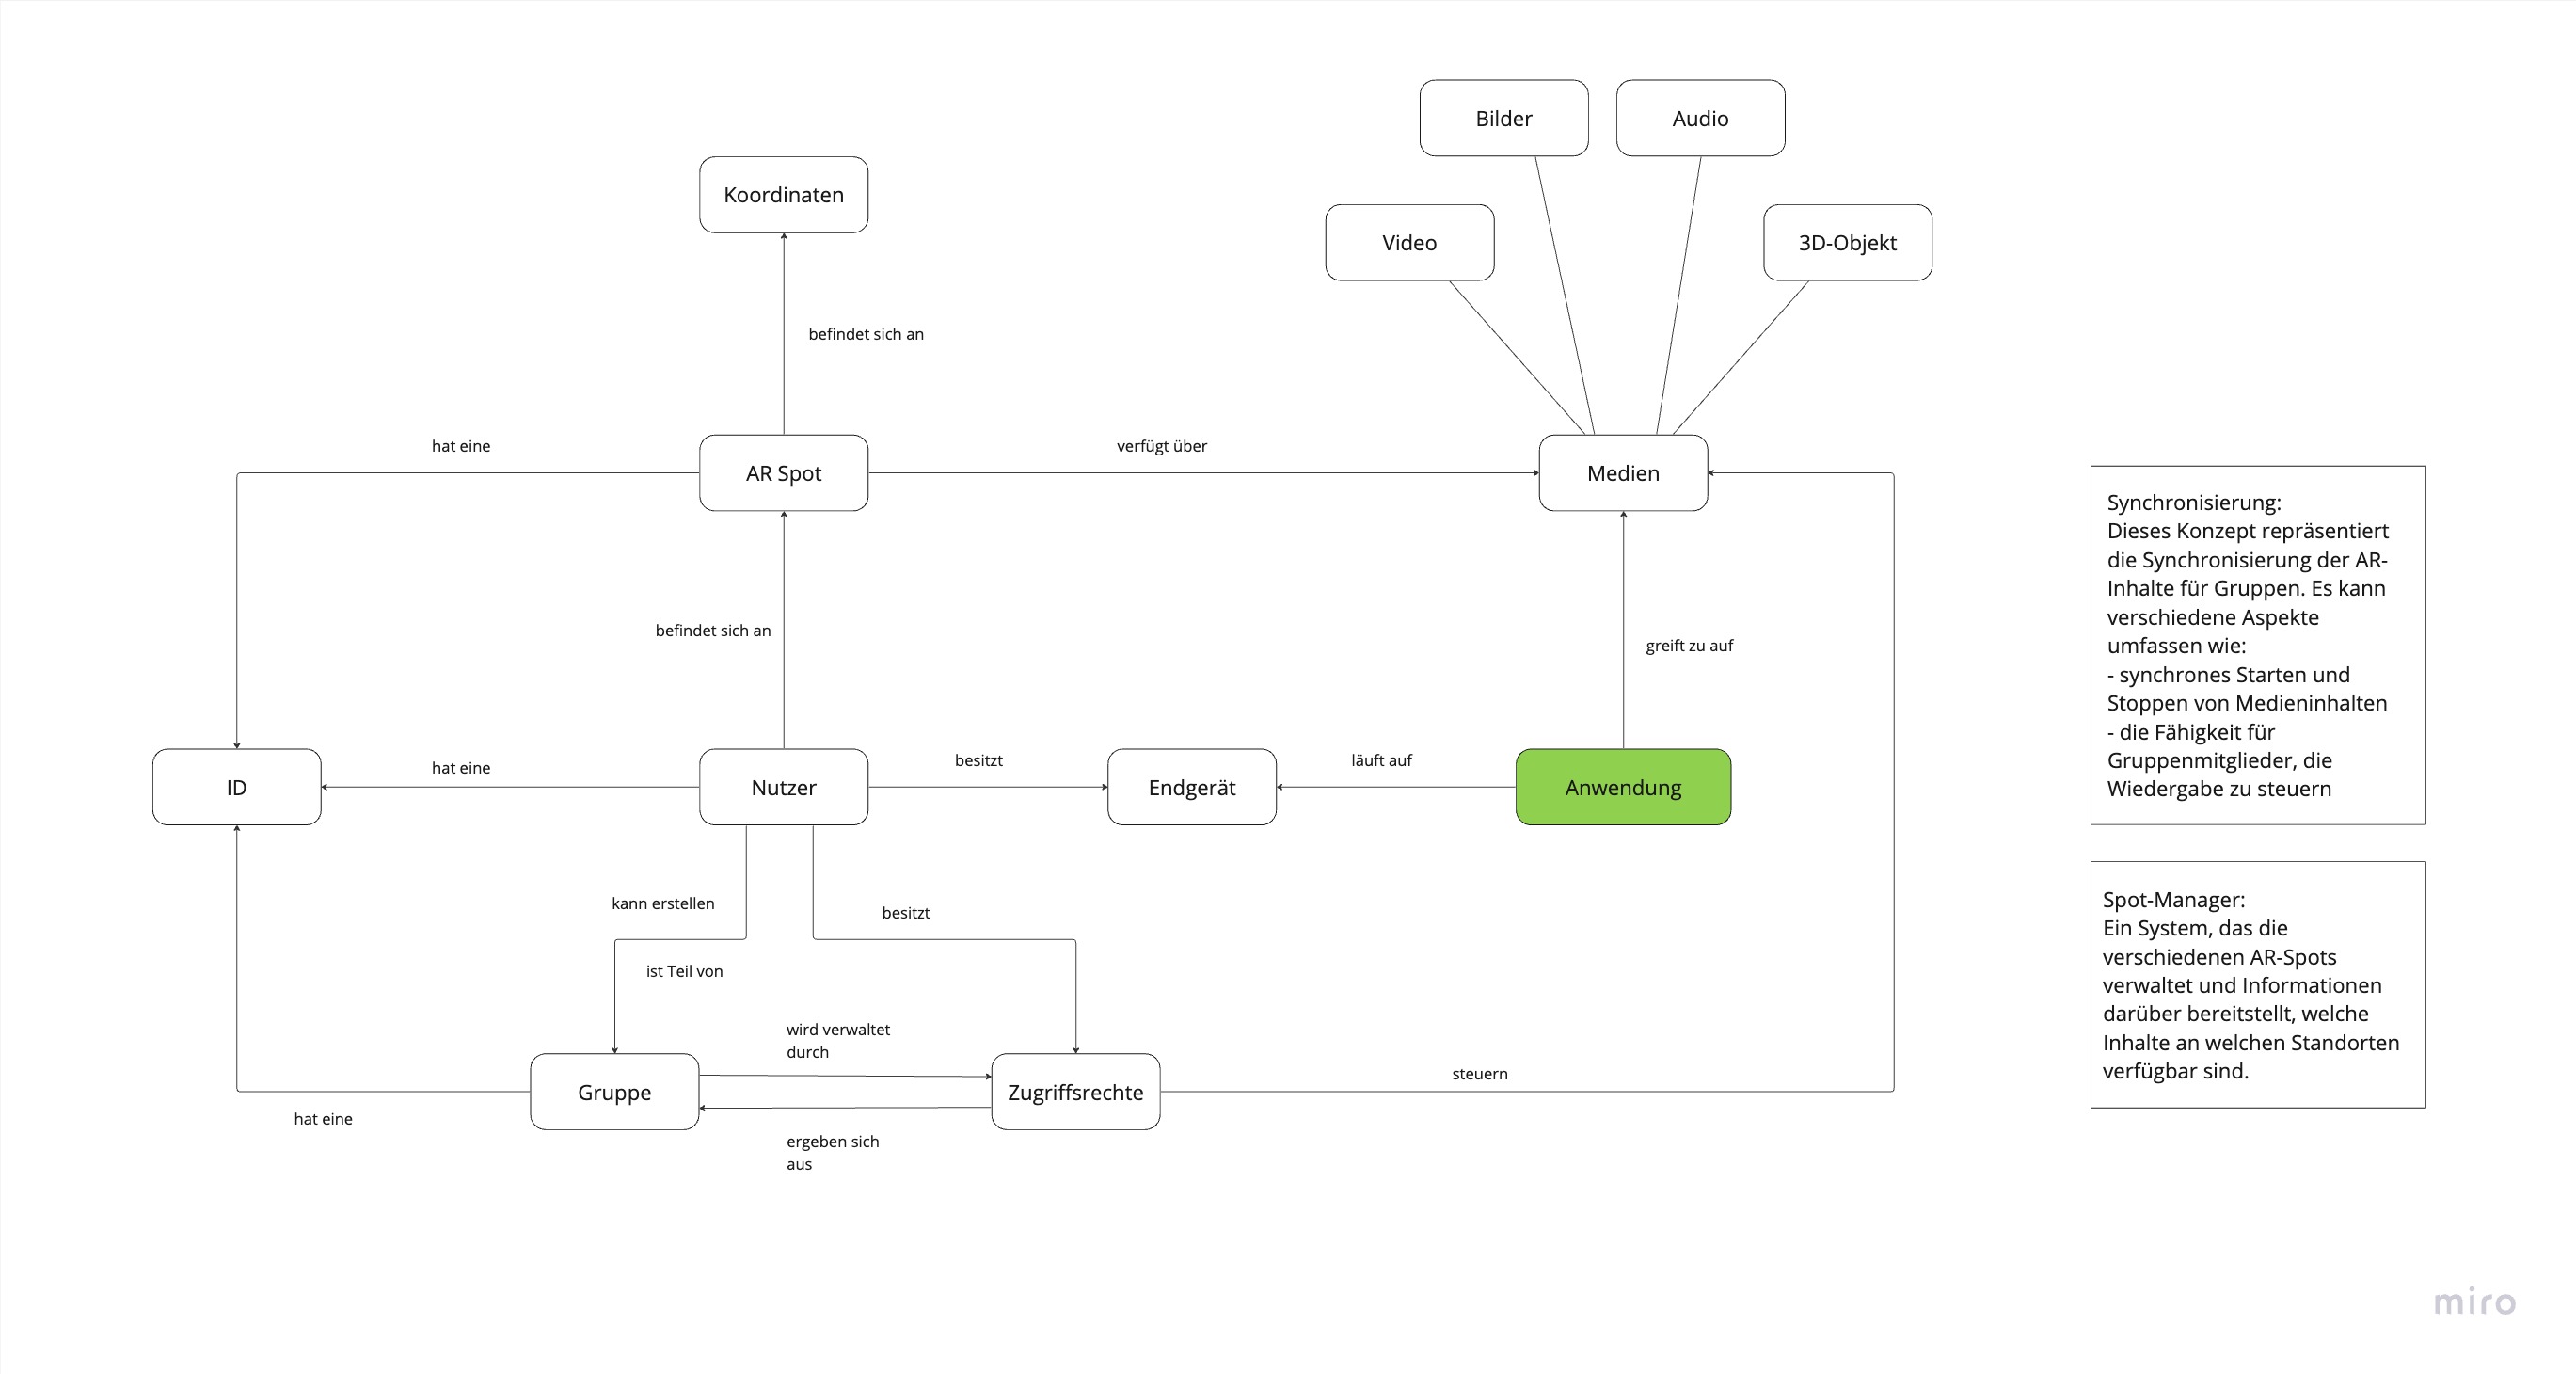 Bilder
Audio
Koordinaten
Video
3D-Objekt
befindet sich an
hat eine
verfügt über
AR Spot
Medien
befindet sich an
greift zu auf
hat eine
besitzt
läuft auf
ID
Nutzer
Endgerät
Anwendung
kann erstellen
besitzt
ist Teil von
wird verwaltet
durch
steuern
Gruppe
Zugriffsrechte
hat eine
ergeben sich
aus
Synchronisierung:
Dieses Konzept repräsentiert
die Synchronisierung der AR-
Inhalte für Gruppen. Es kann
verschiedene Aspekte
umfassen wie:
- synchrones Starten und
Stoppen von Medieninhalten
- die Fähigkeit für
Gruppenmitglieder, die
Wiedergabe zu steuern
Spot-Manager:
Ein System, das die
verschiedenen AR-Spots
verwaltet und Informationen
darüber bereitstellt, welche
Inhalte an welchen Standorten
verfügbar sind.
miro